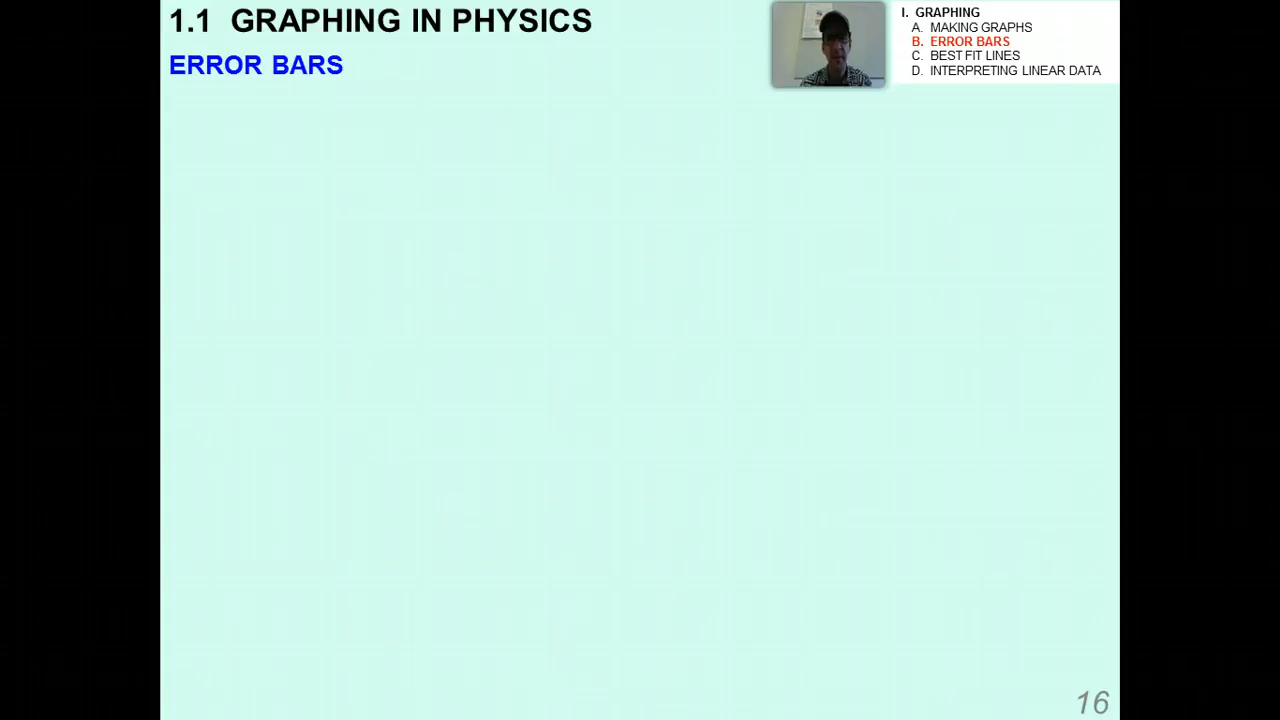 1.1 GRAPHING IN PHYSICS
ERROR BARS
I. GRAPHING
A. MAKING GRAPHS
B. ERROR BARS
C. BEST FIT LINES
D. INTERPRETING LINEAR DATA
16